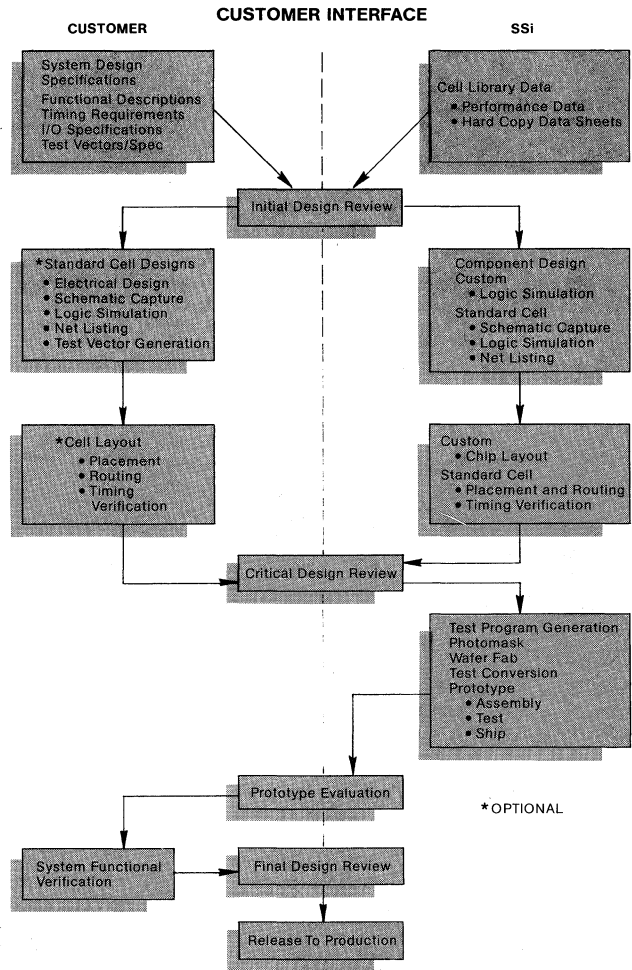 CUSTOMER INTERFACE
CUSTOMER
SSi
System Design
Specifications
Functional Descriptions
Timing Requirements
I/O Specifications
Test Vectors/Spec
Cell Library Data
• Performance Data
• Hard Copy Data Sheets
Initial Design Review
*Standard Cell Designs
• Electrical Design
• Schematic Capture
• Logic Simulation
• Net Listing
• Test Vector Generation
Component Design
Custom
• Logic Simulation
Standard Cell
• Schematic Capture
• Logic Simulation
• Net Listing
*Cell Layout
• Placement
• Routing
• Timing
Verification
Custom
• Chip Layout
Standard Cell
• Placement and Routing
• Timing Verification
Critical Design Review
Test Program Generation
Photomask
Wafer Fab
Test Conversion
Prototype
• Assembly
• Test
• Ship
Prototype Evaluation
*OPTIONAL
System Functional
Verification
Final Design Review
Release To Production